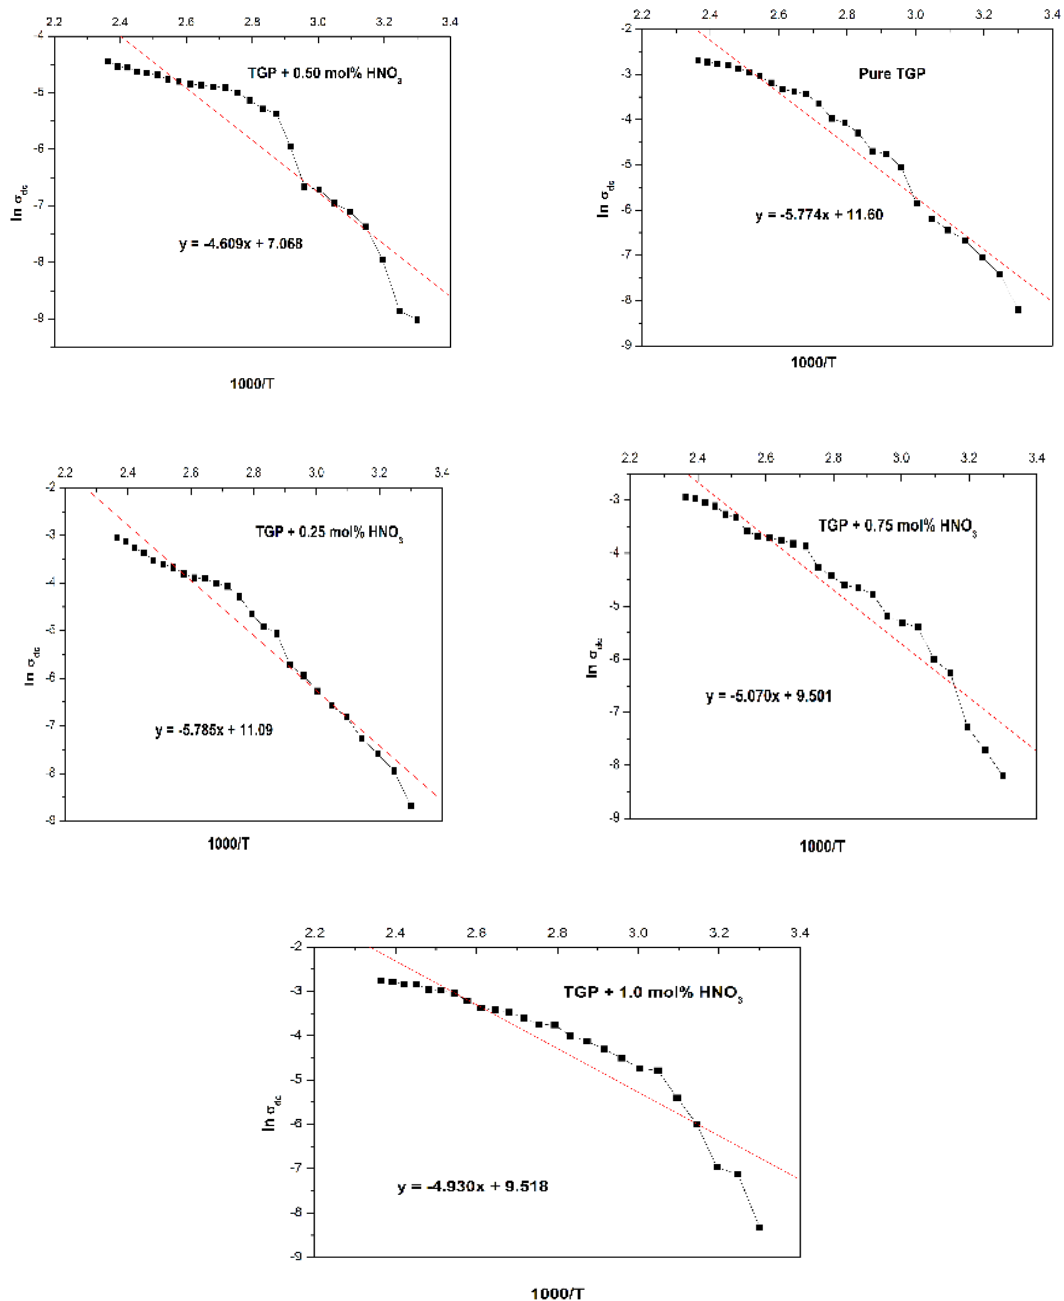 2.2 2.4 2.6 2.8 3.0 3.2 3.4
-4
-5
-6
-7
-8
-9
ln σdc
TGP + 0.50 mol% HNO3
y = -4.609x + 7.068
1000/T
2.2 2.4 2.6 2.8 3.0 3.2 3.4
-2
-3
-4
-5
-6
-7
-8
-9
ln σdc
Pure TGP
y = -5.774x + 11.60
1000/T
2.2 2.4 2.6 2.8 3.0 3.2 3.4
-2
-3
-4
-5
-6
-7
-8
-9
ln σdc
TGP + 0.25 mol% HNO3
y = -5.785x + 11.09
1000/T
2.2 2.4 2.6 2.8 3.0 3.2 3.4
-3
-4
-5
-6
-7
-8
-9
ln σdc
TGP + 0.75 mol% HNO3
y = -5.070x + 9.501
1000/T
2.2 2.4 2.6 2.8 3.0 3.2 3.4
-2
-3
-4
-5
-6
-7
-8
-9
ln σdc
TGP + 1.0 mol% HNO3
y = -4.930x + 9.518
1000/T